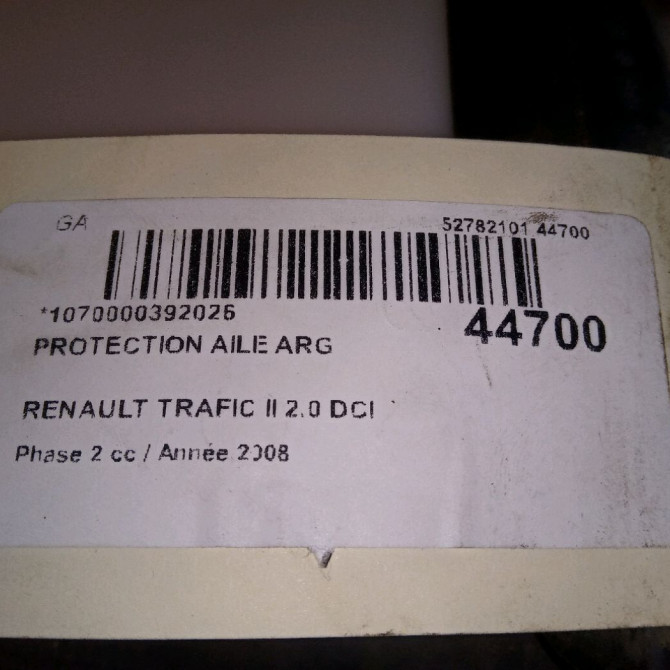 GA
52782101 44700
*1070000392026
44700
PROTECTION AILE ARG
RENAULT TRAFIC II 2.0 DCI
Phase 2 cc / Année 2008